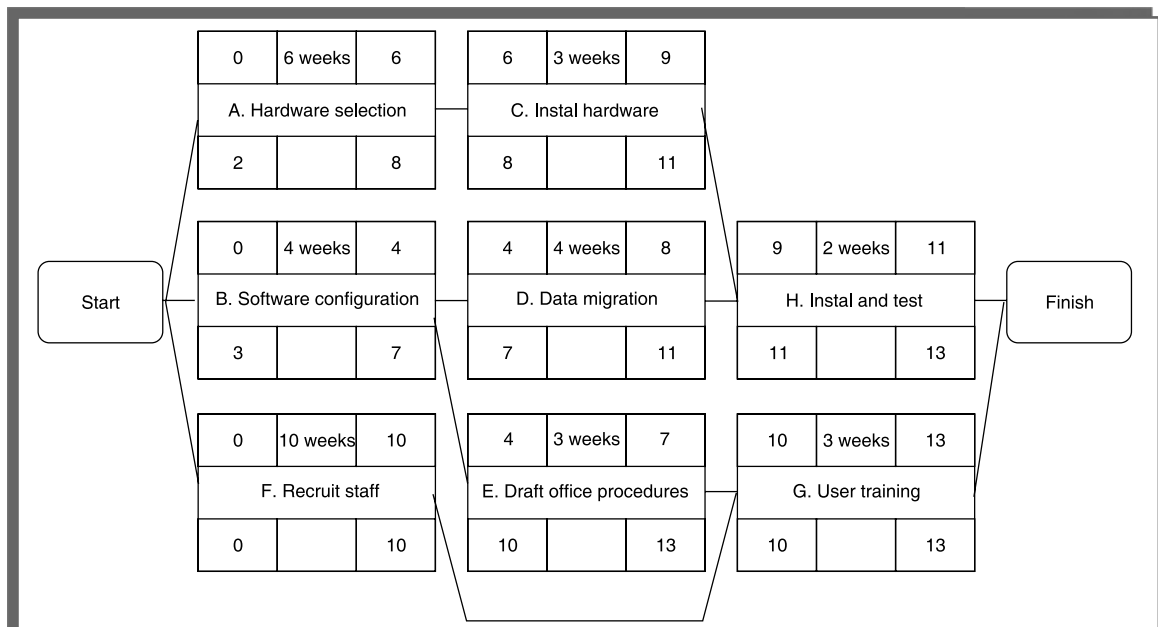 0 6 weeks 6
A. Hardware selection
2 8
6 3 weeks 9
C. Instal hardware
8 11
Start
0 4 weeks 4
B. Software configuration
3 7
4 4 weeks 8
D. Data migration
7 11
9 2 weeks 11
H. Instal and test
11 13
Finish
0 10 weeks 10
F. Recruit staff
0 10
4 3 weeks 7
E. Draft office procedures
10 13
10 3 weeks 13
G. User training
10 13